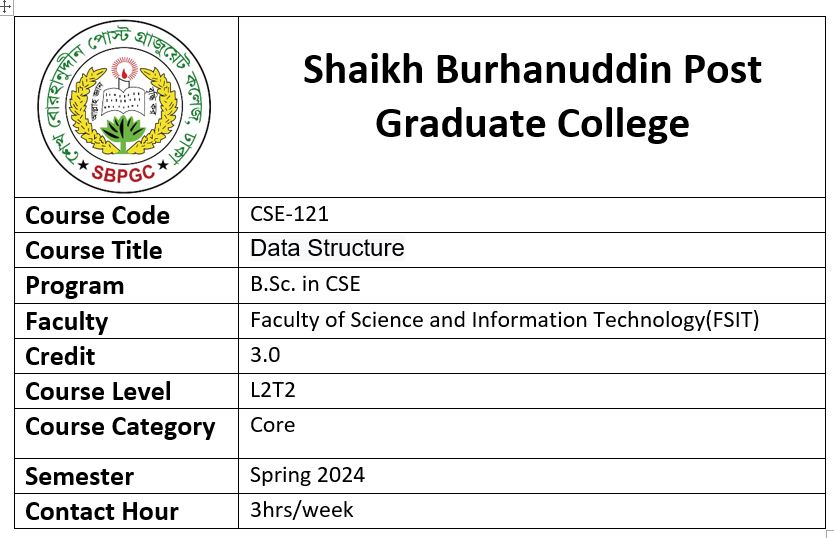 শেখ বোরহানুদ্দীন পোস্ট গ্রাজুয়েট কলেজ, ঢাকা
SBPGC
Shaikh Burhanuddin Post
Graduate College
Course Code CSE-121
Course Title Data Structure
Program B.Sc. in CSE
Faculty Faculty of Science and Information Technology(FSIT)
Credit 3.0
Course Level L2T2
Course Category Core
Semester Spring 2024
Contact Hour 3hrs/week